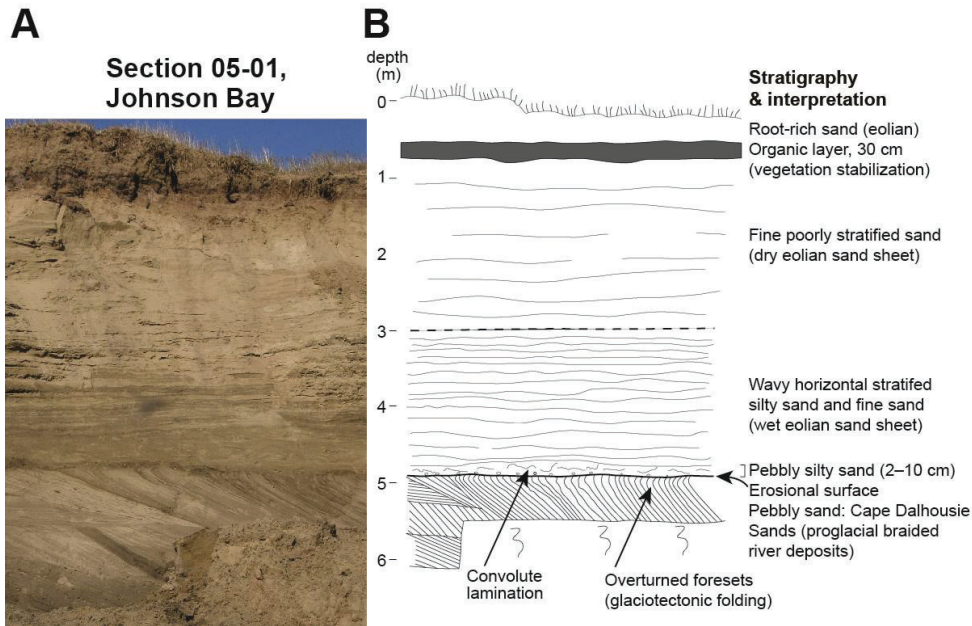 A
Section 05-01,
Johnson Bay
B
depth
(m)
0
1
2
3
4
5
6
Stratigraphy
& interpretation
Root-rich sand (eolian)
Organic layer, 30 cm
(vegetation stabilization)
Fine poorly stratified sand
(dry eolian sand sheet)
Wavy horizontal stratifed
silty sand and fine sand
(wet eolian sand sheet)
Pebbly silty sand (2–10 cm)
Erosional surface
Pebbly sand: Cape Dalhousie
Sands (proglacial braided
river deposits)
Convolute
lamination
Overturned foresets
(glaciotectonic folding)